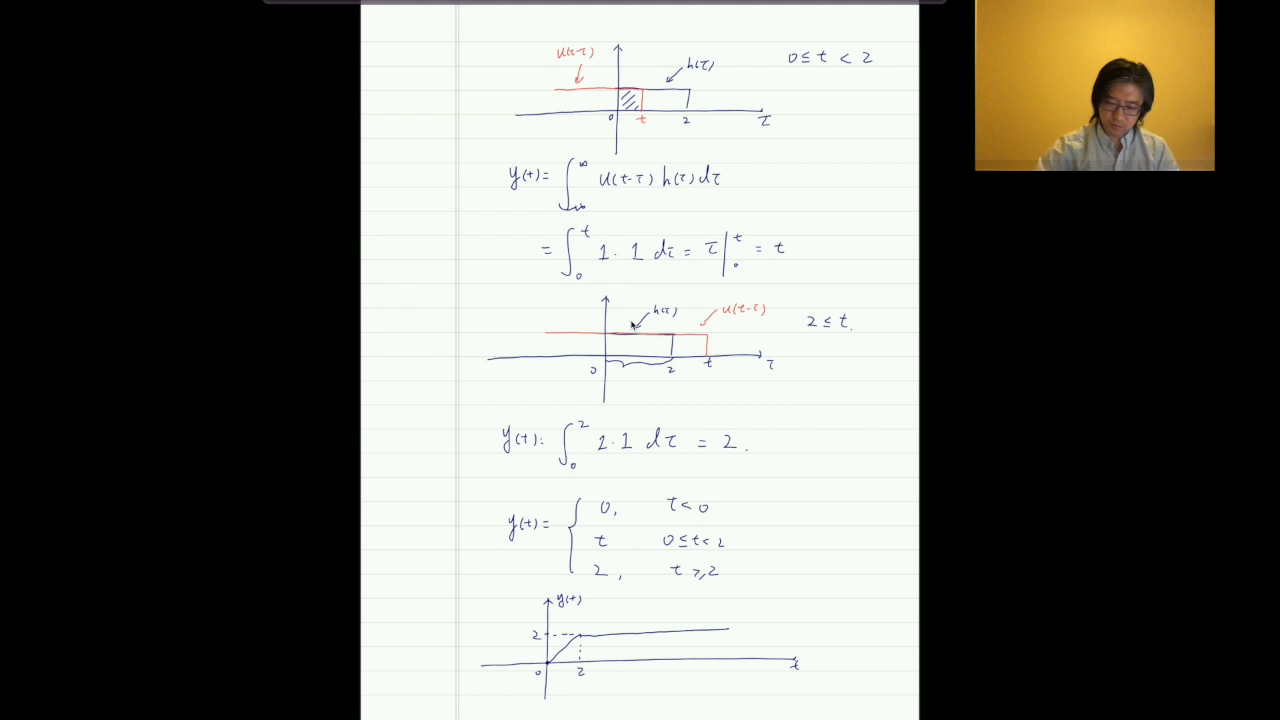 u(t-τ)
h(τ)
0 ≤ t < 2
0 t 2 τ
y(t) = ∫_{-∞}^{∞} u(t-τ) h(τ) dτ
= ∫_0^t 1 · 1 dτ = τ |_0^t = t
h(τ)
u(t-τ)
2 ≤ t.
0 2 t τ
y(t): ∫_0^2 1 · 1 dτ = 2.
y(t) = { 0, t < 0
t 0 ≤ t < 2
2, t ≥ 2
y(t)
2
0 2 t